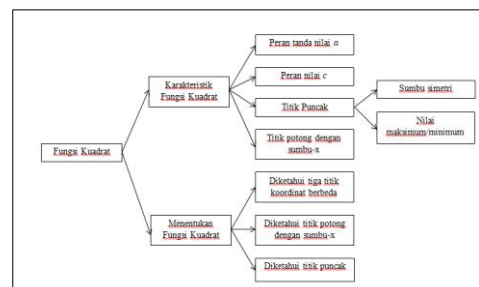 Peran tanda nilai a
Karakteristik
Fungsi Kuadrat
Peran nilai c
Titik Puncak
Sumbu simetri
Nilai
maksimum/minimum
Titik potong dengan
sumbu-x
Fungsi Kuadrat
Menentukan
Fungsi Kuadrat
Diketahui tiga titik
koordinat berbeda
Diketahui titik potong
dengan sumbu-x
Diketahui titik puncak